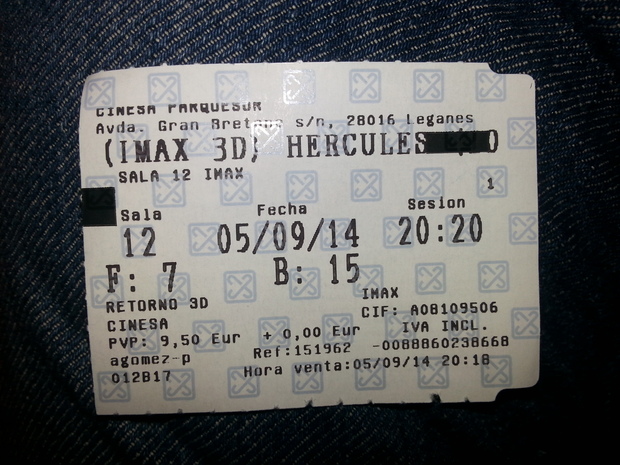 CINESA PARQUESUR
Avda. Gran Bretana s/n, 28016 Leganes
(IMAX 3D) HERCULES 0
SALA 12 IMAX
1
Sala Fecha Sesion
12 05/09/14 20:20
F: 7 B: 15
RETORNO 3D IMAX
CINESA CIF: A08109506
PVP: 9,50 Eur + 0,00 Eur IVA INCL.
agomez-p Ref:151962 -0088860238668
012B17 Hora venta:05/09/14 20:18